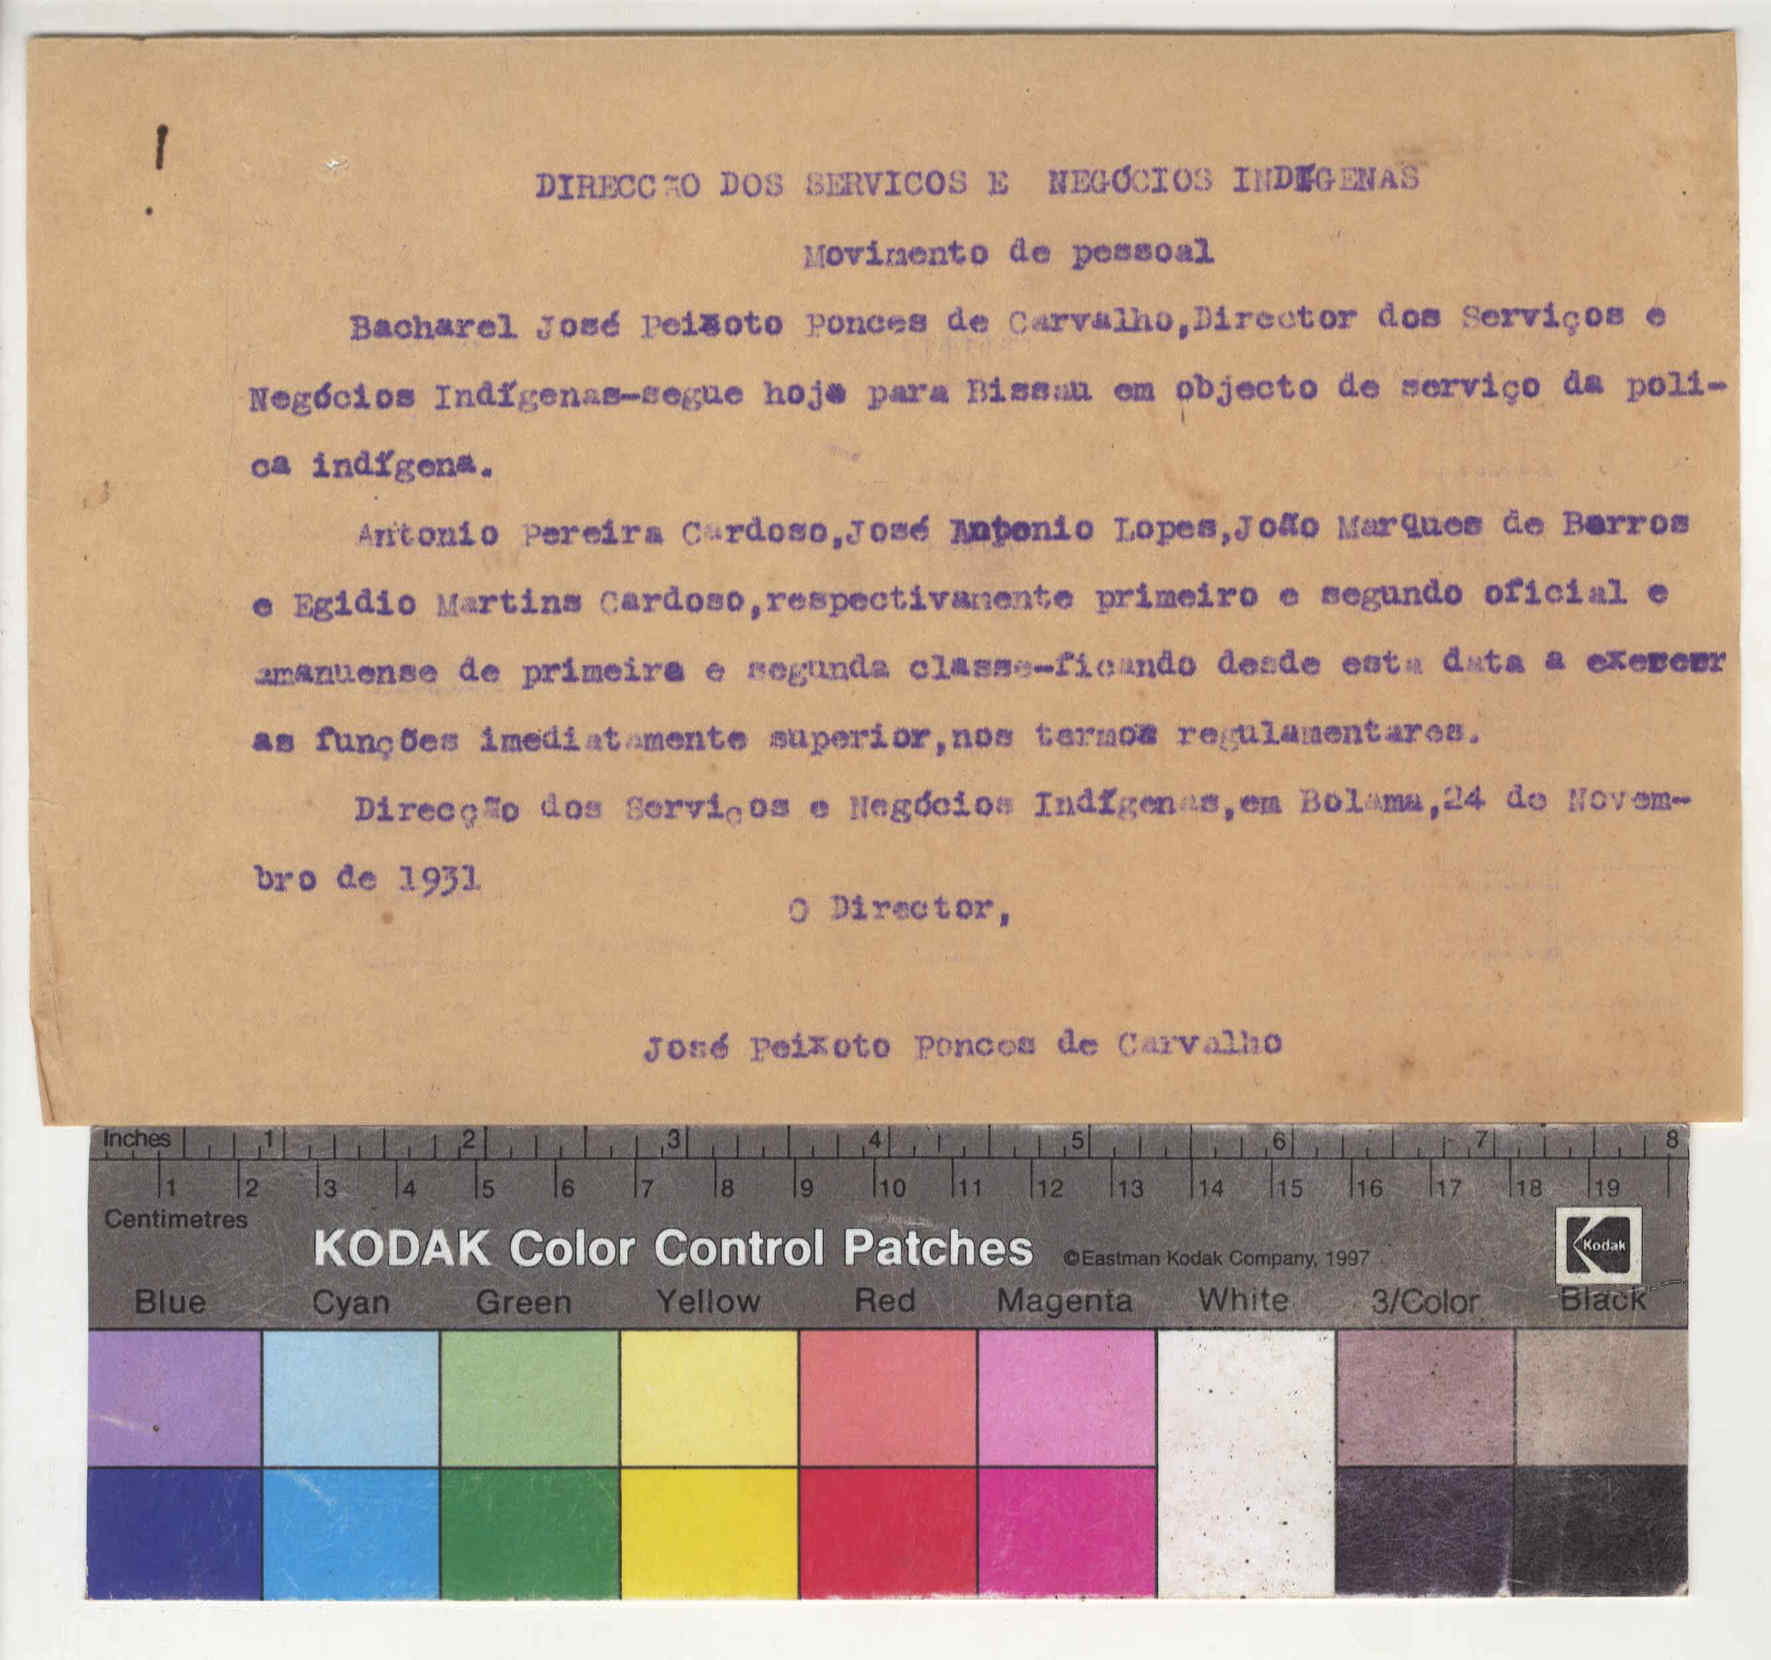 DIRECCÃO DOS SERVICOS E NEGÓCIOS INDÍGENAS
Movimento de pessoal
Bacharel José Peixoto Ponces de Carvalho,Director dos Serviços e
Negócios Indígenas-segue hoje para Bissau em objecto de serviço da poli-
ca indígena.
Antonio Pereira Cardoso,José Antonio Lopes,João Marques de Barros
e Egidio Martins Cardoso,respectivamente primeiro e segundo oficial e
amanuense de primeira e segunda classe-ficando desde esta data a exercer
as funções imediatamente superior,nos termos regulamentares.
Direcção dos Serviços e Negócios Indígenas,em Bolama,24 de Novem-
bro de 1931
O Director,
José Peixoto Ponces de Carvalho
Inches 1 2 3 4 5 6 7 8
1 2 3 4 5 6 7 8 9 10 11 12 13 14 15 16 17 18 19
Centimetres
KODAK Color Control Patches ©Eastman Kodak Company, 1997 Kodak
Blue Cyan Green Yellow Red Magenta White 3/Color Black